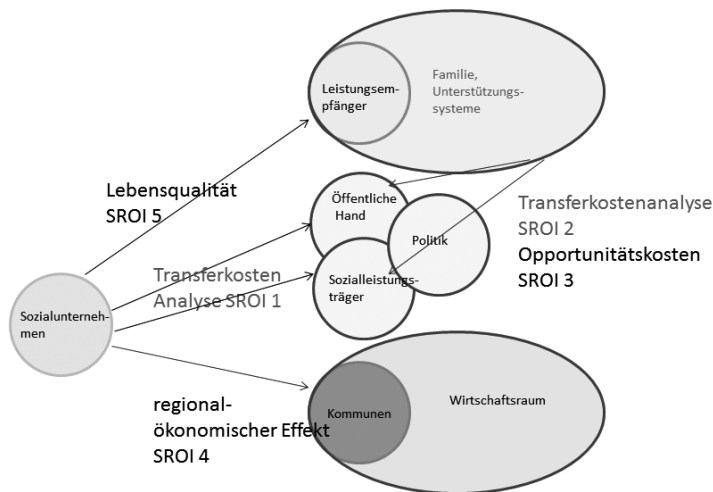 Leistungsem-
pfänger
Familie,
Unterstützungs-
systeme
Lebensqualität
SROI 5
Öffentliche
Hand
Politik
Sozialleistungs-
träger
Transferkostenanalyse
SROI 2
Opportunitätskosten
SROI 3
Transferkosten
Analyse SROI 1
Sozialunterneh-
men
regional-
ökonomischer Effekt
SROI 4
Kommunen
Wirtschaftsraum